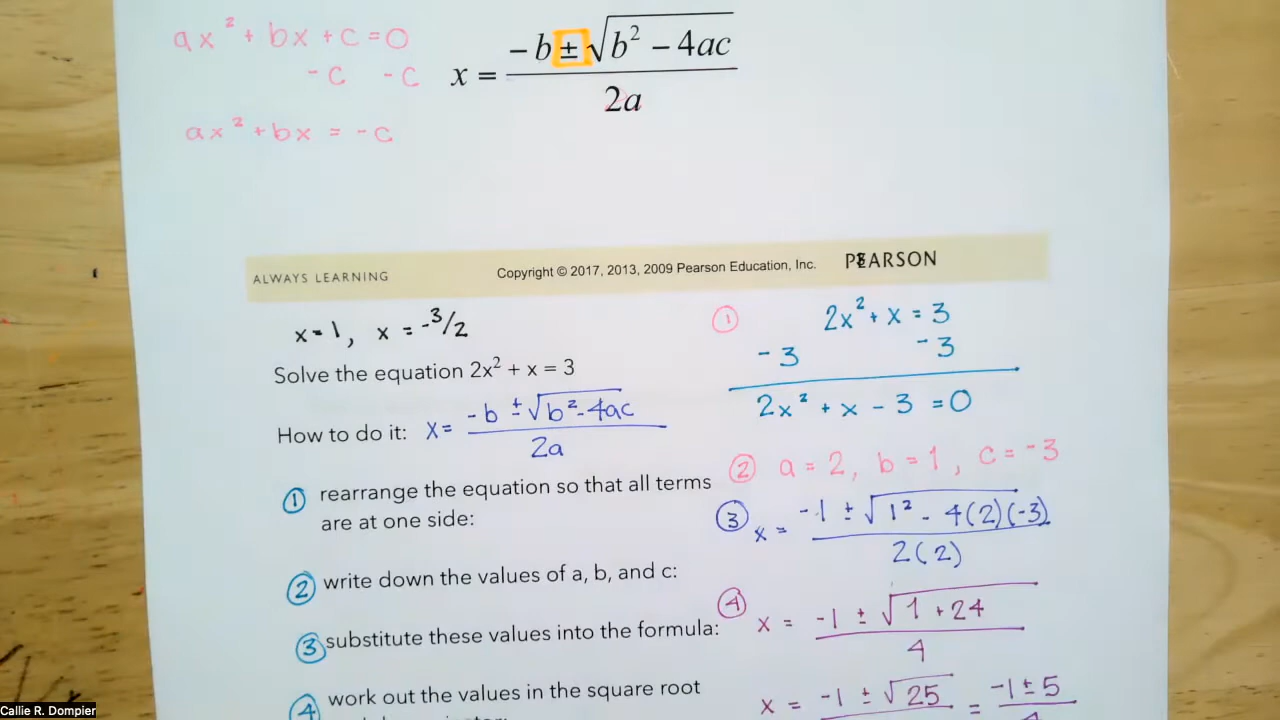 ax² + bx + c = 0
- c - c
ax² + bx = - c
x = (-b ± √(b² - 4ac)) / 2a
ALWAYS LEARNING Copyright © 2017, 2013, 2009 Pearson Education, Inc. PEARSON
x = 1, x = -3/2
Solve the equation 2x² + x = 3
How to do it: x = (-b ± √(b² - 4ac)) / 2a
① rearrange the equation so that all terms
are at one side:
② write down the values of a, b, and c:
③ substitute these values into the formula:
④ work out the values in the square root
① 2x² + x = 3
- 3 - 3
2x² + x - 3 = 0
② a = 2, b = 1, c = -3
③ x = (-1 ± √(1² - 4(2)(-3))) / 2(2)
④ x = (-1 ± √(1 + 24)) / 4
x = -1 ± √25 = -1 ± 5
Callie R. Dompier